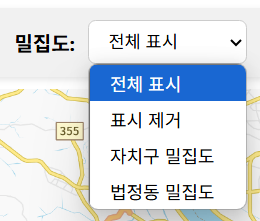 밀집도: 전체 표시
전체 표시
표시 제거
355
자치구 밀집도
법정동 밀집도